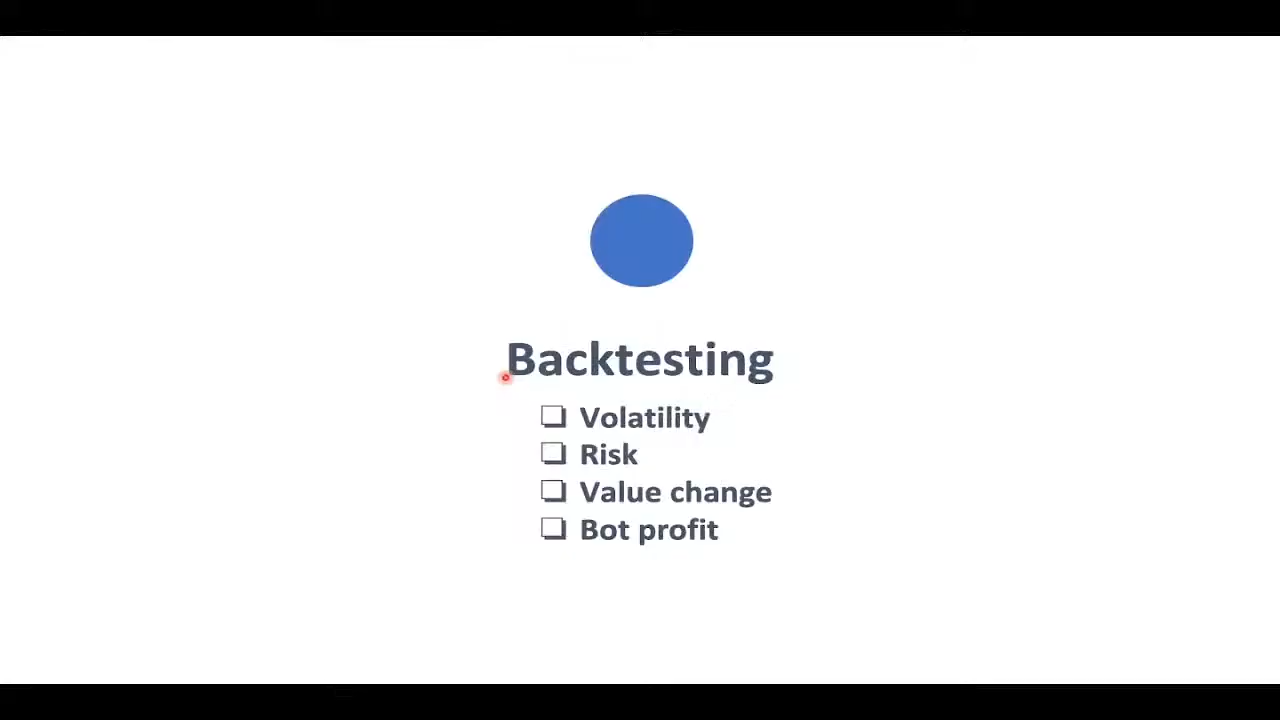 Backtesting
Volatility
Risk
Value change
Bot profit